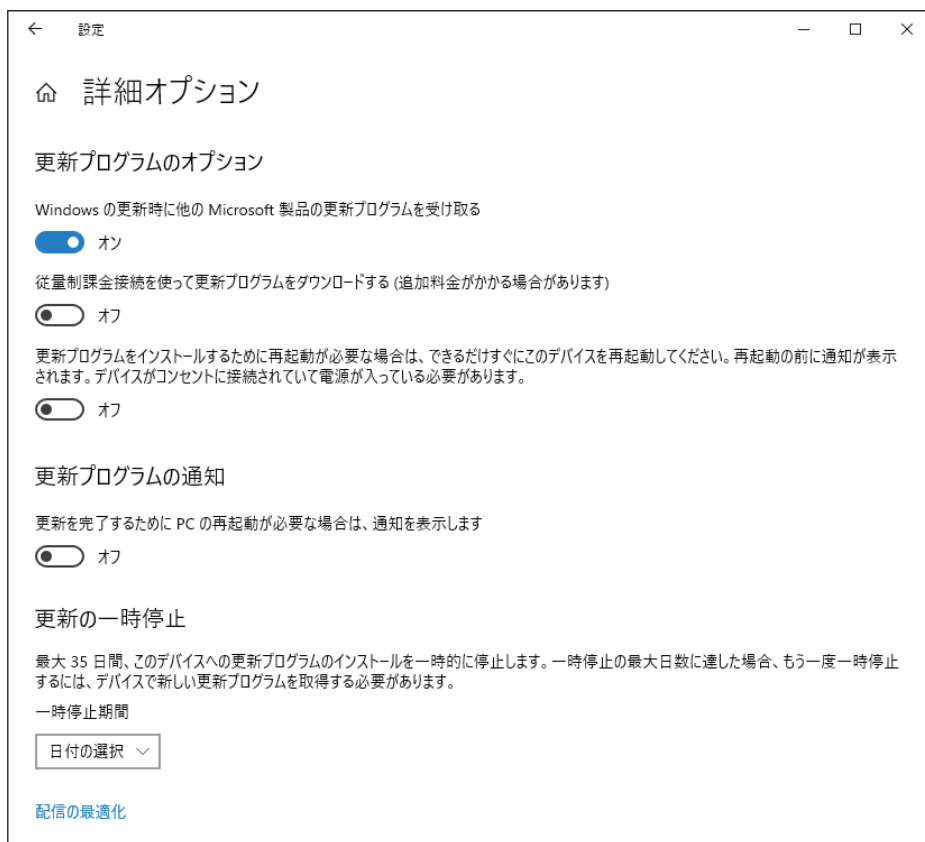 設定
詳細オプション
更新プログラムのオプション
Windows の更新時に他の Microsoft 製品の更新プログラムを受け取る
オン
従量制課金接続を使って更新プログラムをダウンロードする (追加料金がかかる場合があります)
オフ
更新プログラムをインストールするために再起動が必要な場合は、できるだけすぐにこのデバイスを再起動してください。再起動の前に通知が表示
されます。デバイスがコンセントに接続されていて電源が入っている必要があります。
オフ
更新プログラムの通知
更新を完了するために PC の再起動が必要な場合は、通知を表示します
オフ
更新の一時停止
最大 35 日間、このデバイスへの更新プログラムのインストールを一時的に停止します。一時停止の最大日数に達した場合、もう一度一時停止
するには、デバイスで新しい更新プログラムを取得する必要があります。
一時停止期間
日付の選択
配信の最適化